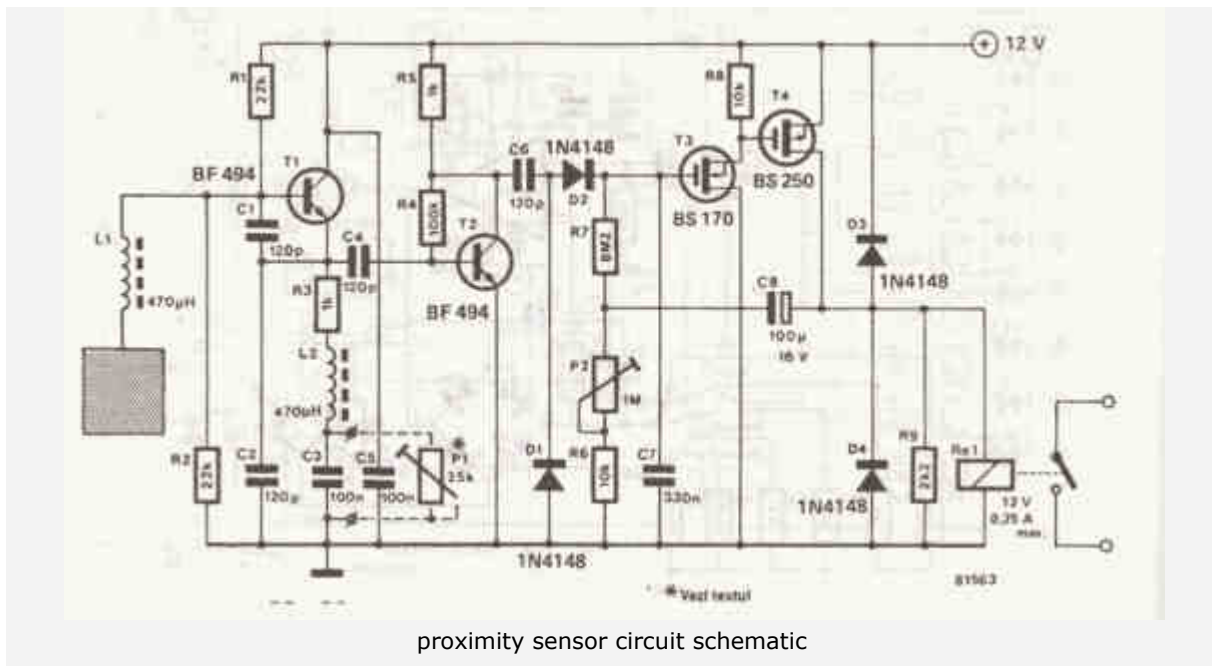 12 V
R1
22k
R5
1k
R8
10k
T4
BS 250
T3
BS 170
1N4148
C6
120p
D2
BF 494
T1
C1
120p
R4
100k
T2
BF 494
C4
120p
R3
1k
L1
470µH
L2
470µH
R7
8M2
D3
1N4148
C8
100µ
16 V
P2
1M
R2
22k
C2
120p
C3
100n
C5
100n
P1
D1
R6
10k
C7
330n
D4
1N4148
R9
2k2
Re1
12 V
0,25 A
max
1N4148
81563
* Vezi textul
proximity sensor circuit schematic